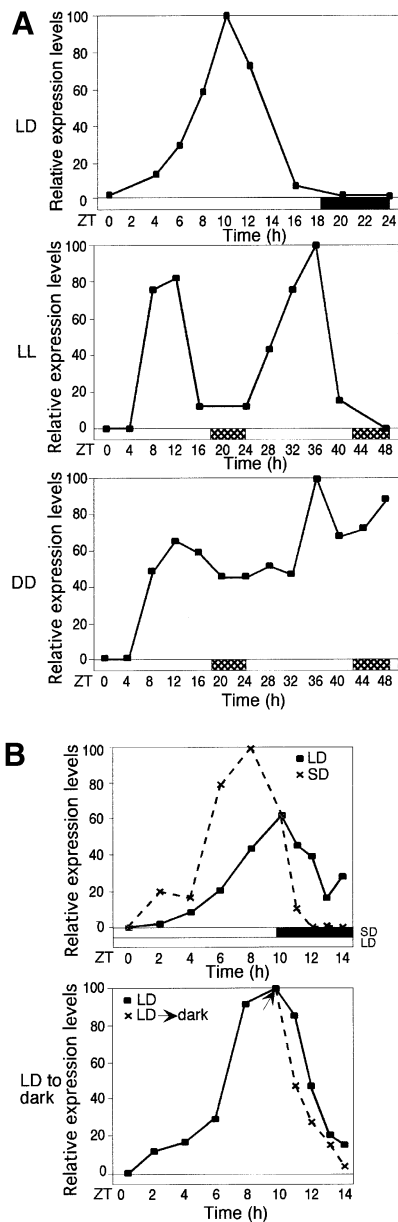 A
LD
Relative expression levels
100
80
60
40
20
0
ZT 0 2 4 6 8 10 12 14 16 18 20 22 24
Time (h)
LL
Relative expression levels
100
80
60
40
20
0
ZT 0 4 8 12 16 20 24 28 32 36 40 44 48
Time (h)
DD
Relative expression levels
100
80
60
40
20
0
ZT 0 4 8 12 16 20 24 28 32 36 40 44 48
Time (h)
B
Relative expression levels
100
80
60
40
20
0
LD
SD
SD
LD
ZT 0 2 4 6 8 10 12 14
Time (h)
LD to
dark
Relative expression levels
100
80
60
40
20
0
LD
LD → dark
ZT 0 2 4 6 8 10 12 14
Time (h)